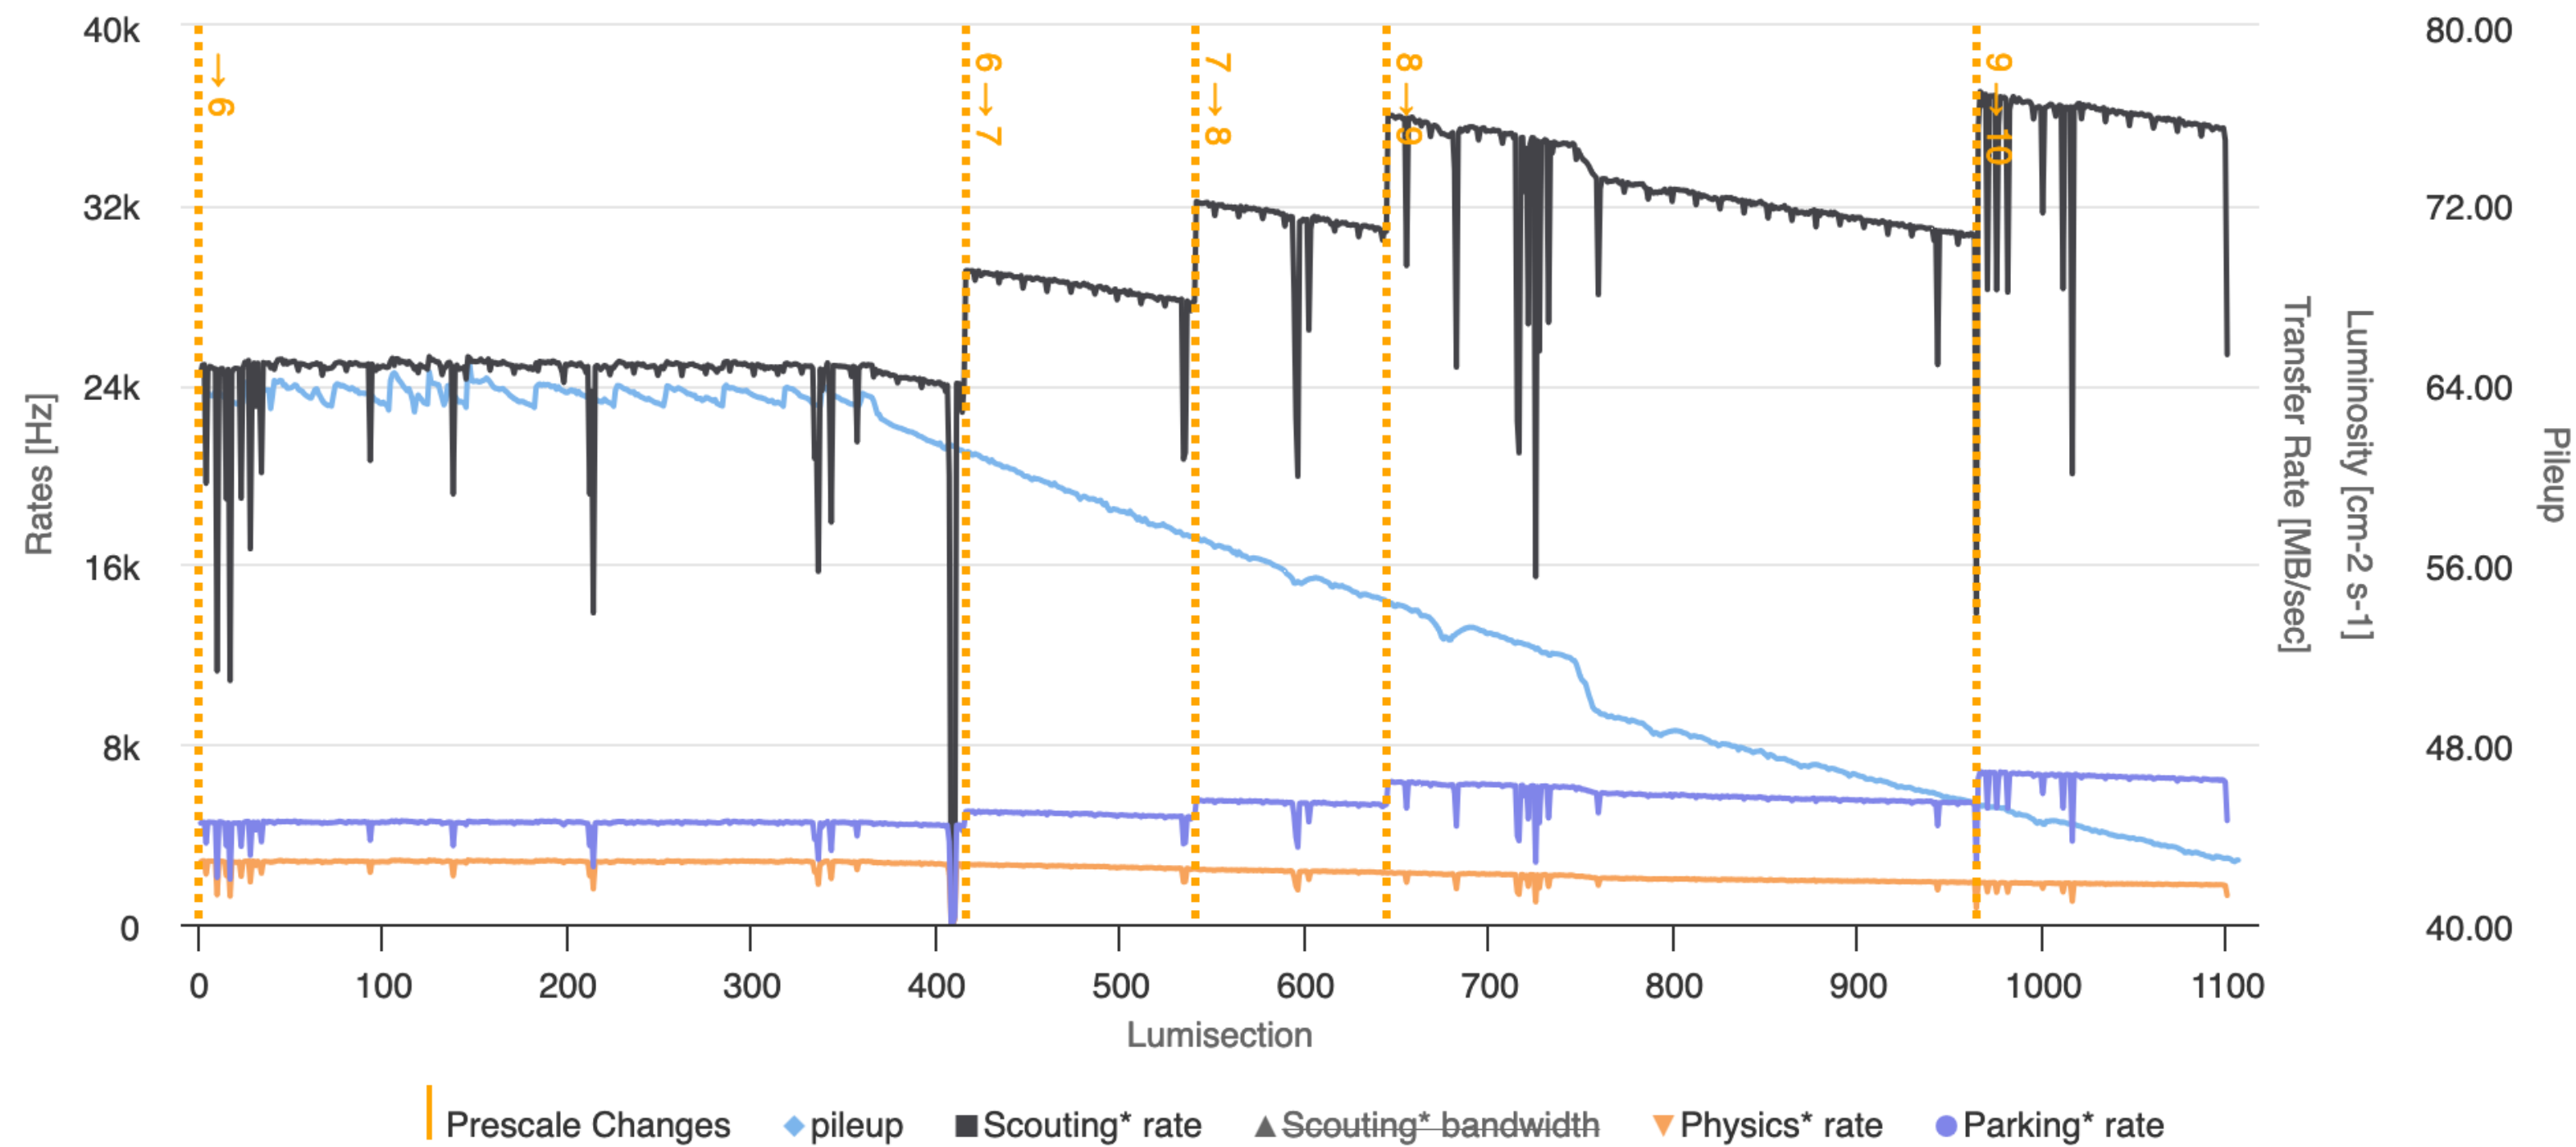 40k
32k
24k
16k
8k
0
Rates [Hz]
→6
6→7
7→8
8→9
9→10
80.00
72.00
64.00
56.00
48.00
40.00
Transfer Rate [MB/sec]
Luminosity [cm-2 s-1]
Pileup
0 100 200 300 400 500 600 700 800 900 1000 1100
Lumisection
Prescale Changes pileup Scouting* rate Scouting* bandwidth Physics* rate Parking* rate